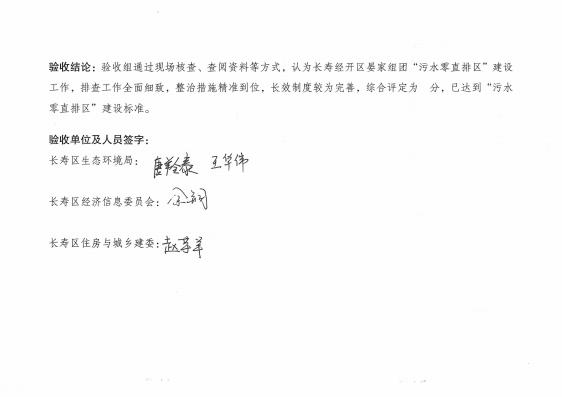 验收结论：验收组通过现场核查、查阅资料等方式，认为长寿经开区晏家组团“污水零直排区”建设
工作，排查工作全面细致，整治措施精准到位，长效制度较为完善，综合评定为 分，已达到“污水
零直排区”建设标准。
验收单位及人员签字：
长寿区生态环境局： 王华伟
长寿区经济信息委员会：
长寿区住房与城乡建委：